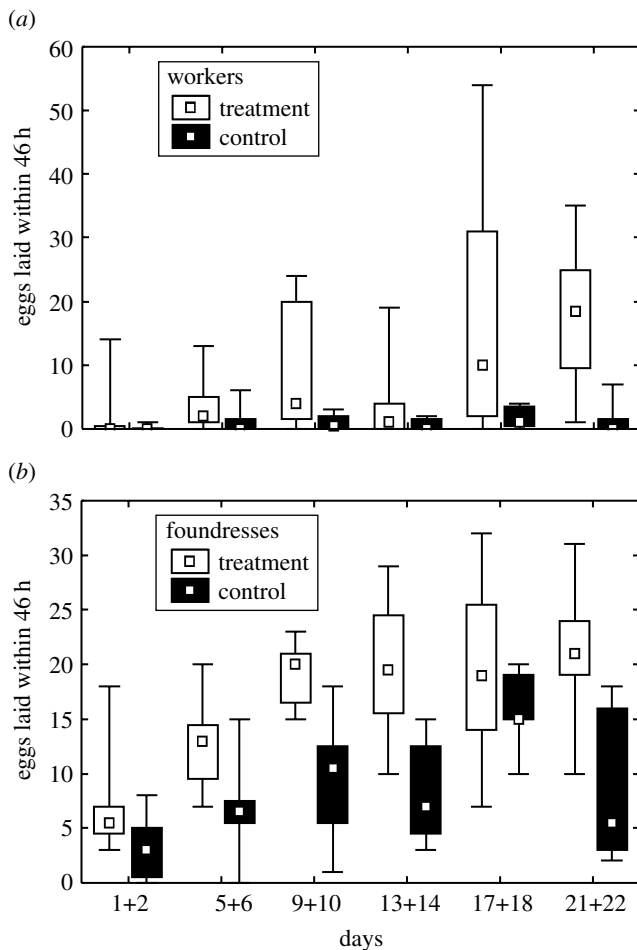 (a)
60
50
40
30
20
10
0
eggs laid within 46 h
workers
treatment
control
(b)
35
30
25
20
15
10
5
0
eggs laid within 46 h
foundresses
treatment
control
1+2 5+6 9+10 13+14 17+18 21+22
days